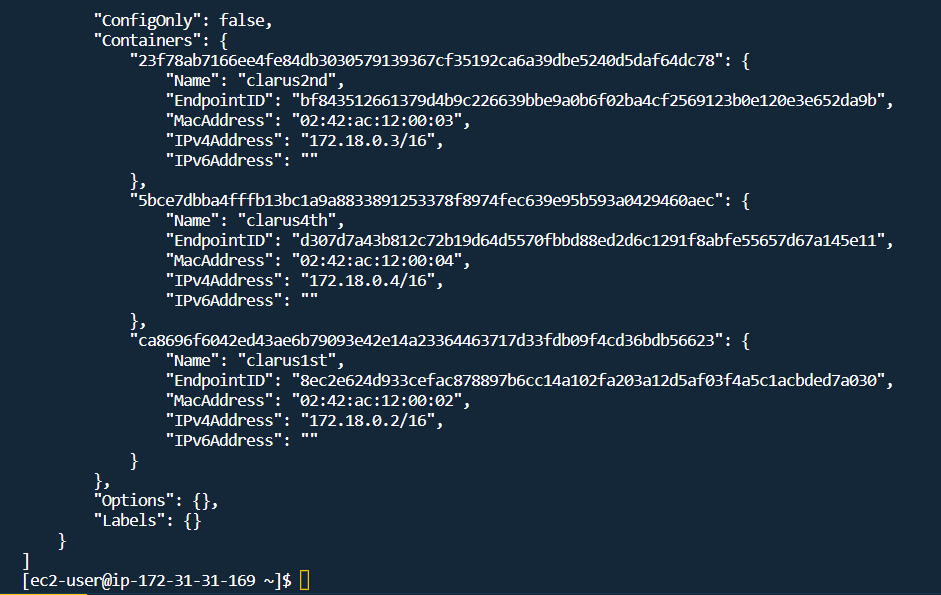 "ConfigOnly": false,
"Containers": {
"23f78ab7166ee4fe84db3030579139367cf35192ca6a39dbe5240d5daf64dc78": {
"Name": "clarus2nd",
"EndpointID": "bf843512661379d4b9c226639bbe9a0b6f02ba4cf2569123b0e120e3e652da9b",
"MacAddress": "02:42:ac:12:00:03",
"IPv4Address": "172.18.0.3/16",
"IPv6Address": ""
},
"5bce7dbba4fffb13bc1a9a8833891253378f8974fec639e95b593a0429460aec": {
"Name": "clarus4th",
"EndpointID": "d307d7a43b812c72b19d64d5570fbbd88ed2d6c1291f8abfe55657d67a145e11",
"MacAddress": "02:42:ac:12:00:04",
"IPv4Address": "172.18.0.4/16",
"IPv6Address": ""
},
"ca8696f6042ed43ae6b79093e42e14a23364463717d33fdb09f4cd36bdb56623": {
"Name": "clarus1st",
"EndpointID": "8ec2e624d933cefac878897b6cc14a102fa203a12d5af03f4a5c1acbded7a030",
"MacAddress": "02:42:ac:12:00:02",
"IPv4Address": "172.18.0.2/16",
"IPv6Address": ""
}
},
"Options": {},
"Labels": {}
}
]
[ec2-user@ip-172-31-31-169 ~]$